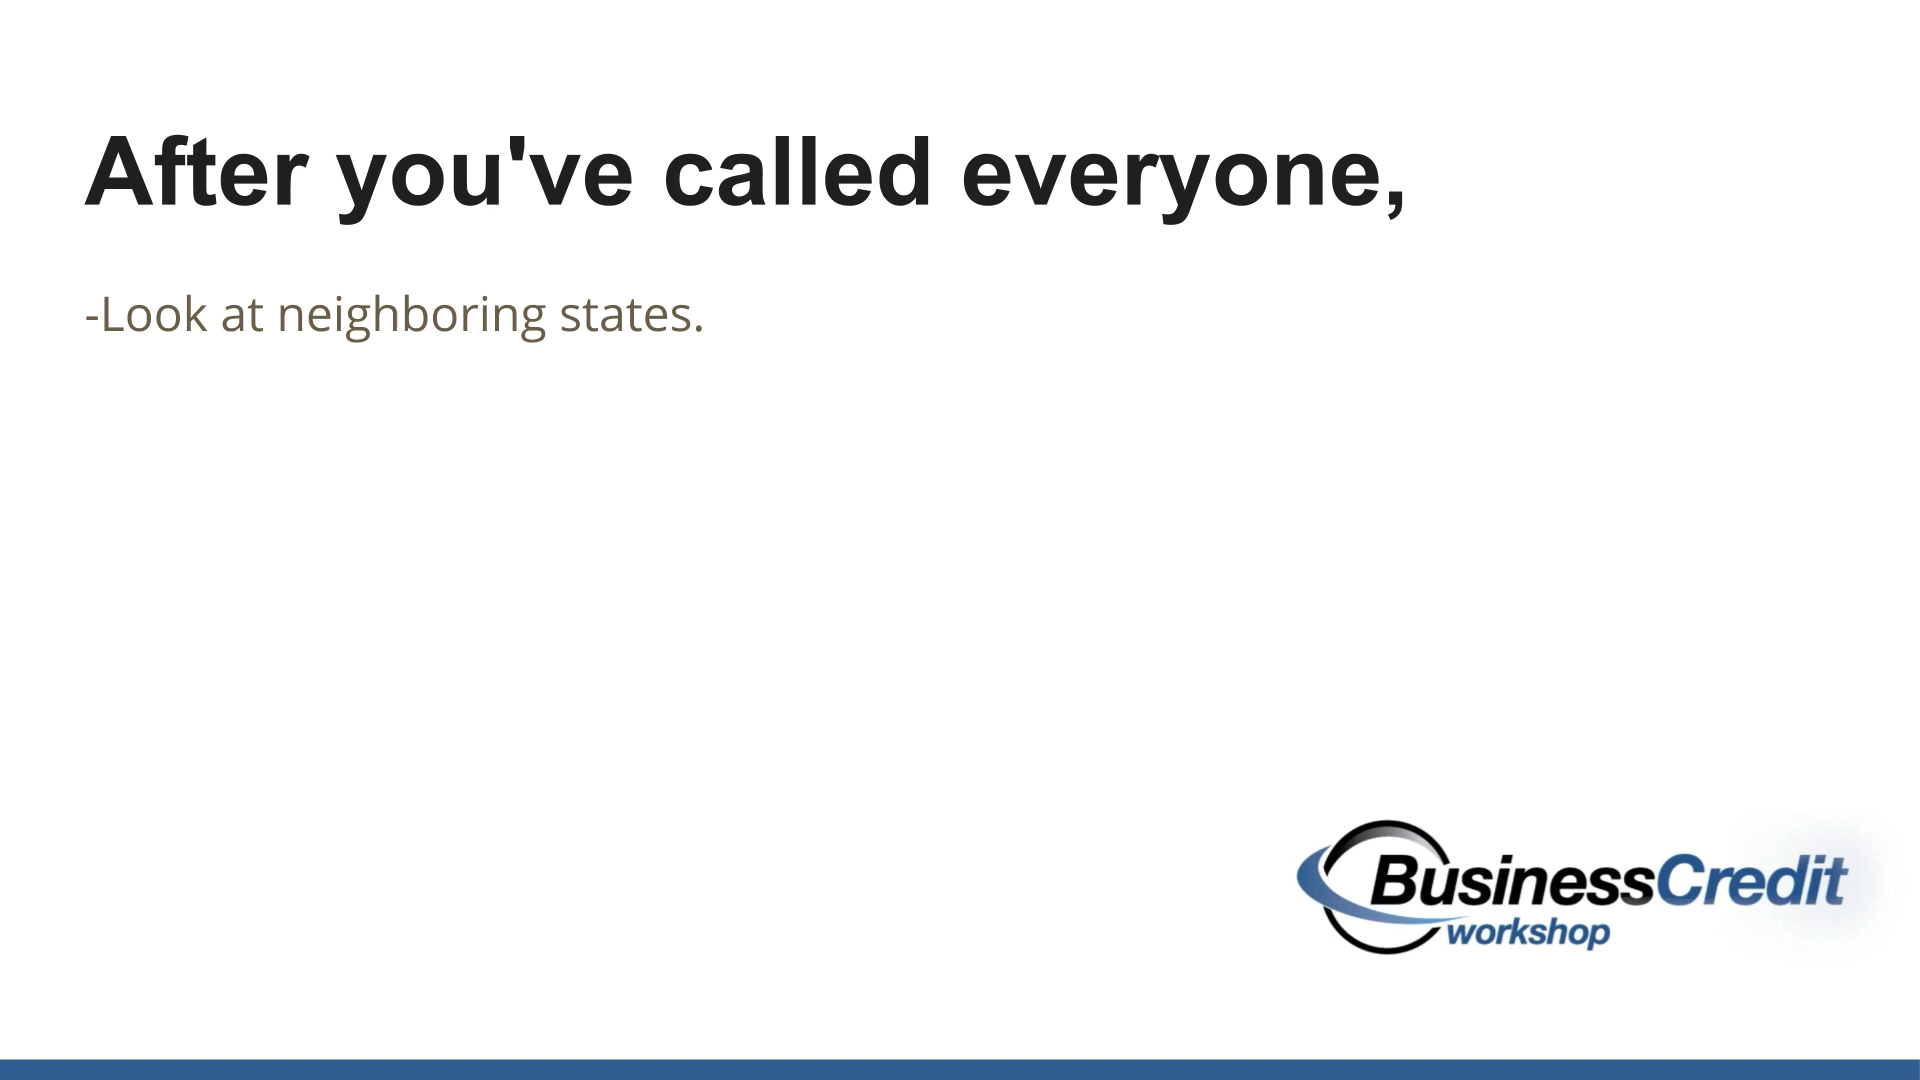 After you've called everyone,
-Look at neighboring states.
BusinessCredit
workshop